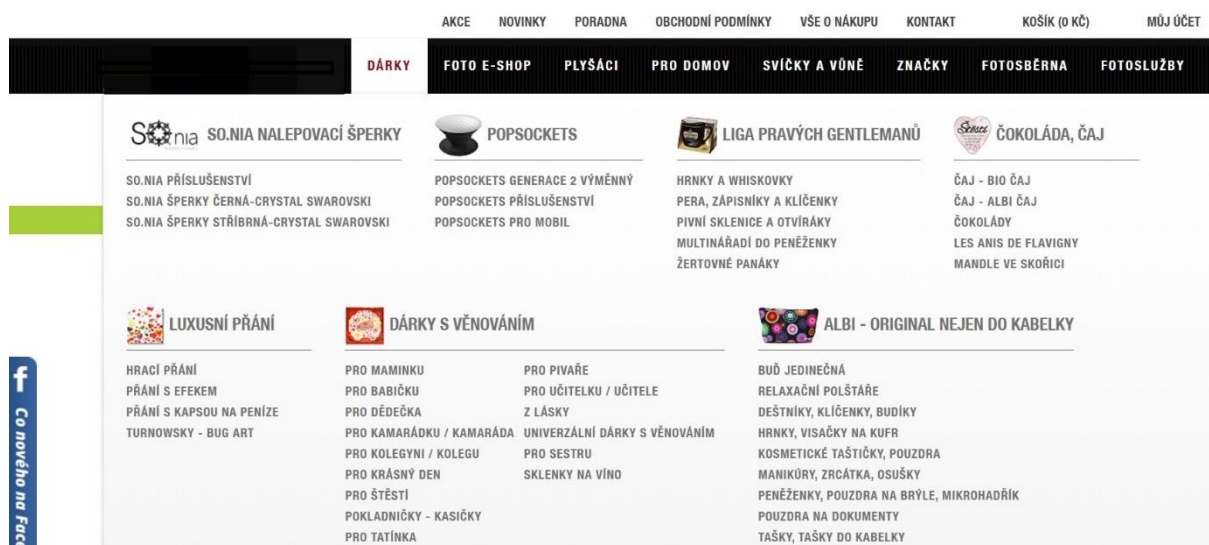 AKCE NOVINKY PORADNA OBCHODNÍ PODMÍNKY VŠE O NÁKUPU KONTAKT KOŠÍK (0 KČ) MŮJ ÚČET
DÁRKY FOTO E-SHOP PLYŠÁCI PRO DOMOV SVÍČKY A VŮNĚ ZNAČKY FOTOSBĚRNA FOTOSLUŽBY
SOnia SO.NIA NALEPOVACÍ ŠPERKY
SO.NIA PŘÍSLUŠENSTVÍ
SO.NIA ŠPERKY ČERNÁ-CRYSTAL SWAROVSKI
SO.NIA ŠPERKY STŘÍBRNÁ-CRYSTAL SWAROVSKI
POPSOCKETS
POPSOCKETS GENERACE 2 VÝMĚNNÝ
POPSOCKETS PŘÍSLUŠENSTVÍ
POPSOCKETS PRO MOBIL
LIGA PRAVÝCH GENTLEMANŮ
HRNKY A WHISKOVKY
PERA, ZÁPISNÍKY A KLÍČENKY
PIVNÍ SKLENICE A OTVÍRÁKY
MULTINÁŘADÍ DO PENĚŽENKY
ŽERTOVNÉ PANÁKY
ČOKOLÁDA, ČAJ
ČAJ - BIO ČAJ
ČAJ - ALBI ČAJ
ČOKOLÁDY
LES ANIS DE FLAVIGNY
MANDLE VE SKOŘICI
LUXUSNÍ PŘÁNÍ
HRACÍ PŘÁNÍ
PŘÁNÍ S EFEKEM
PŘÁNÍ S KAPSOU NA PENÍZE
TURNOWSKY - BUG ART
DÁRKY S VĚNOVÁNÍM
PRO MAMINKU
PRO BABIČKU
PRO DĚDEČKA
PRO KAMARÁDKU / KAMARÁDA
PRO KOLEGYNI / KOLEGU
PRO KRÁSNÝ DEN
PRO ŠTĚSTÍ
POKLADNIČKY - KASIČKY
PRO TATÍNKA
PRO PIVAŘE
PRO UČITELKU / UČITELE
Z LÁSKY
UNIVERZÁLNÍ DÁRKY S VĚNOVÁNÍM
PRO SESTRU
SKLENKY NA VÍNO
ALBI - ORIGINAL NEJEN DO KABELKY
BUĎ JEDINEČNÁ
RELAXAČNÍ POLŠTÁŘE
DEŠTNÍKY, KLÍČENKY, BUDÍKY
HRNKY, VISAČKY NA KUFR
KOSMETICKÉ TAŠTIČKY, POUZDRA
MANIKÚRY, ZRCÁTKA, OSUŠKY
PENĚŽENKY, POUZDRA NA BRÝLE, MIKROHADŘÍK
POUZDRA NA DOKUMENTY
TAŠKY, TAŠKY DO KABELKY
f Co nového na Face